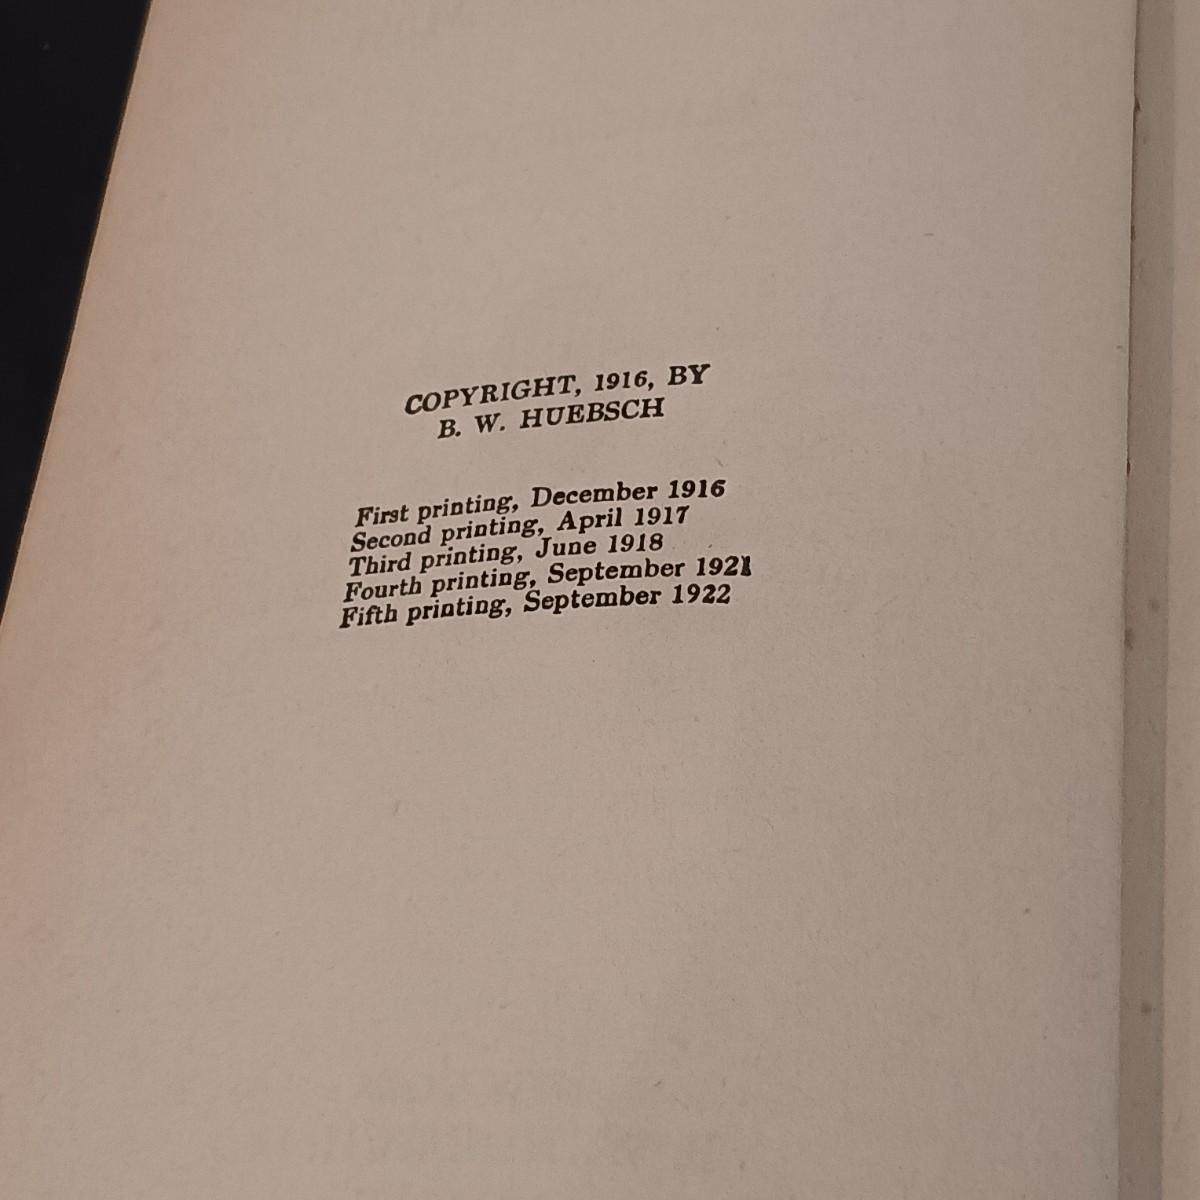 COPYRIGHT, 1916, BY
B. W. HUEBSCH
First printing, December 1916
Second printing, April 1917
Third printing, June 1918
Fourth printing, September 1921
Fifth printing, September 1922